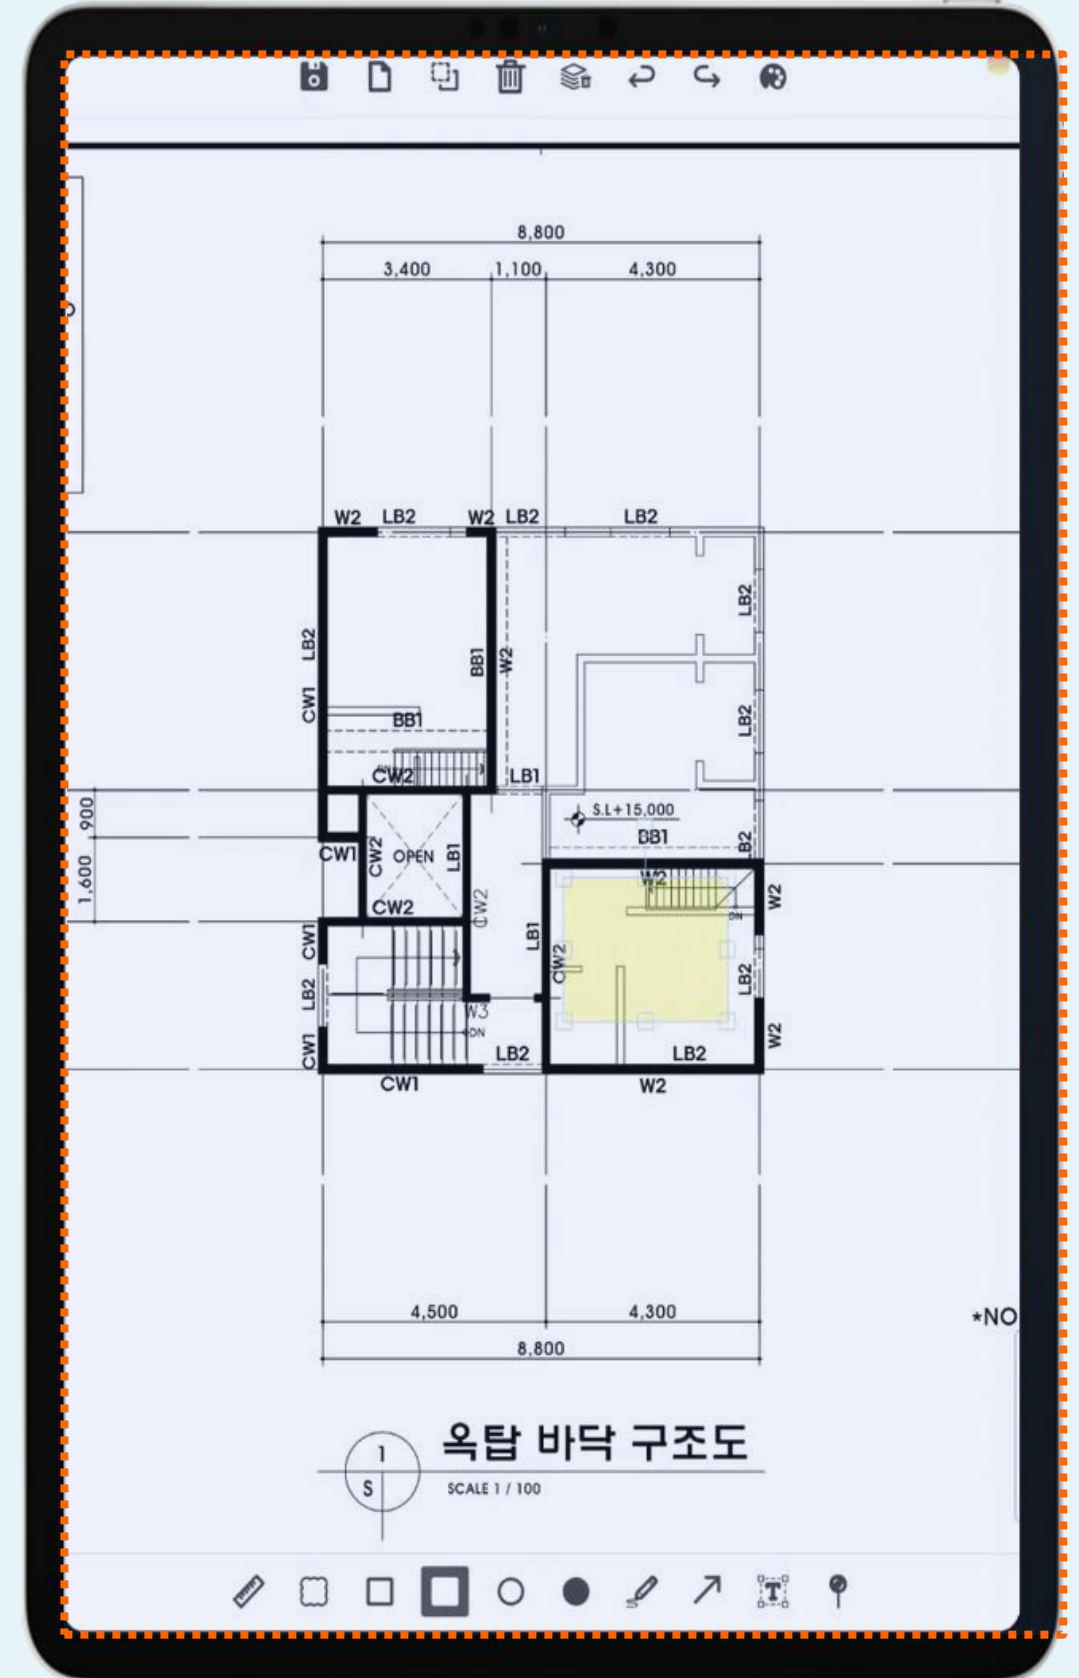 8,800
3,400 1,100 4,300
W2 LB2 W2 LB2 LB2
LB2
LB2
BB1
W2
CW1
BB1
LB2
CW2
LB1
900
S.L+15,000
BB1
CW1
CW2
OPEN
LB1
1,600
CW2
CW2
W2
DN
CW1
LB1
CW2
LB2
LB2
W3
DN
W2
CW1
LB2
LB2
CW1
W2
4,500 4,300
*NO
8,800
1
S
옥탑 바닥 구조도
SCALE 1 / 100
T